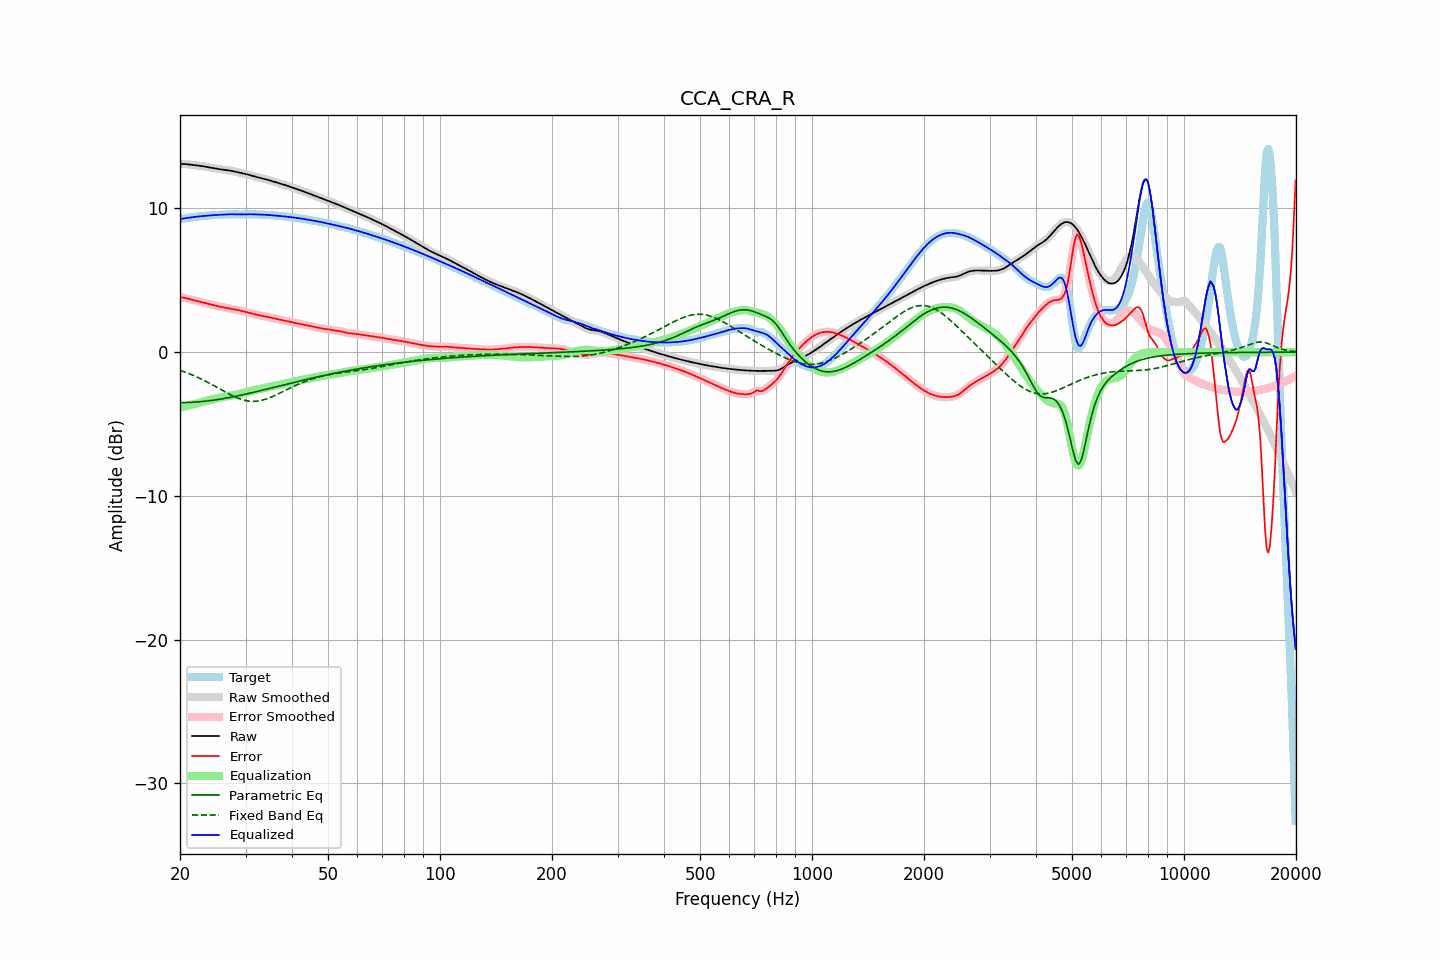 CCA_CRA_R
Amplitude (dBr)
10
0
−10
−20
−30
Target
Raw Smoothed
Error Smoothed
Raw
Error
Equalization
Parametric Eq
Fixed Band Eq
Equalized
20 50 100 200 500 1000 2000 5000 10000 20000
Frequency (Hz)